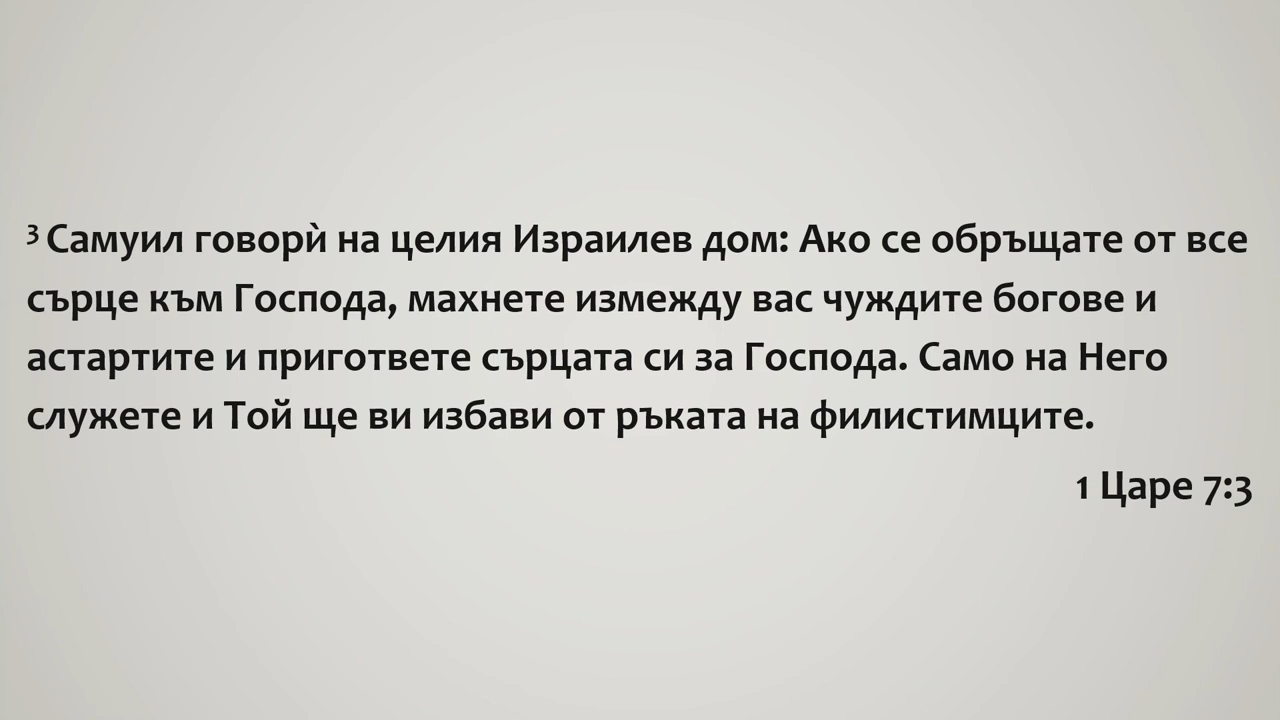 ³ Самуил говорѝ на целия Израилев дом: Ако се обръщате от все
сърце към Господа, махнете измежду вас чуждите богове и
астартите и пригответе сърцата си за Господа. Само на Него
служете и Той ще ви избави от ръката на филистимците.
1 Царе 7:3